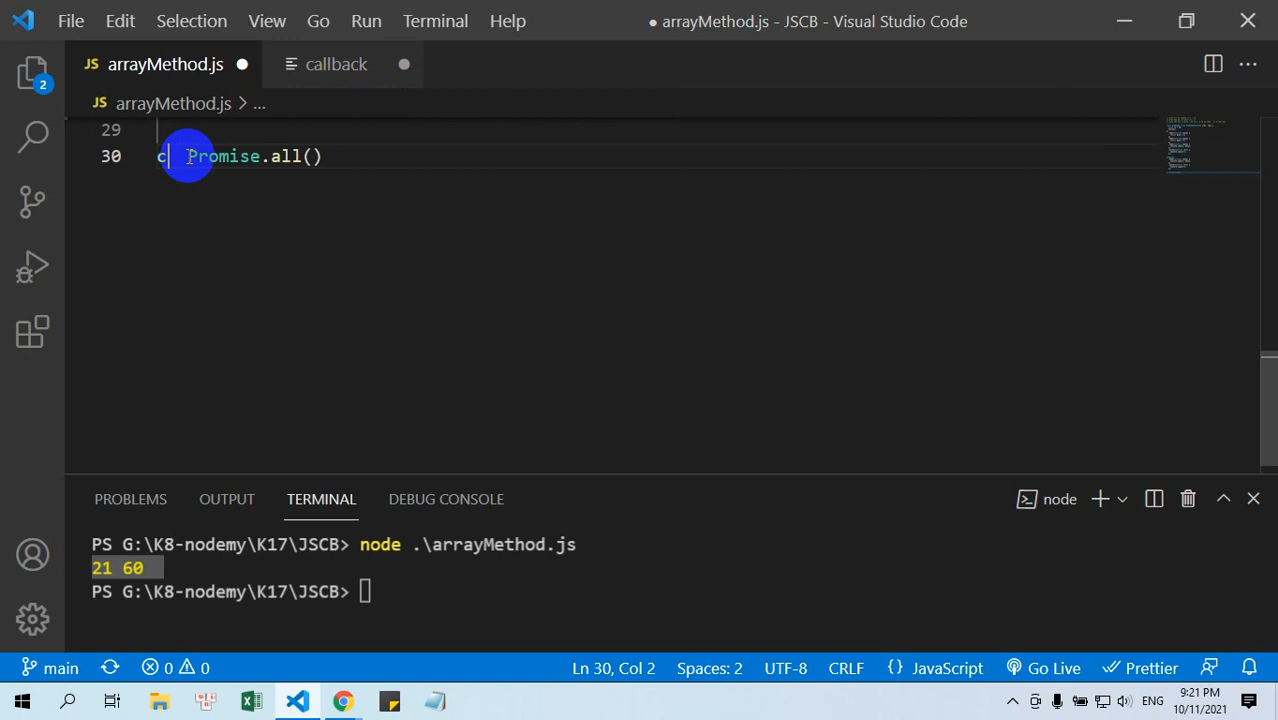 File Edit Selection View Go Run Terminal Help ● arrayMethod.js - JSCB - Visual Studio Code
JS arrayMethod.js ● callback ●
JS arrayMethod.js > ...
2
29
30 c Promise.all()
PROBLEMS OUTPUT TERMINAL DEBUG CONSOLE node
PS G:\K8-nodemy\K17\JSCB> node .\arrayMethod.js
21 60
PS G:\K8-nodemy\K17\JSCB>
main 0 0 Ln 30, Col 2 Spaces: 2 UTF-8 CRLF {} JavaScript Go Live Prettier
ENG 9:21 PM
10/11/2021